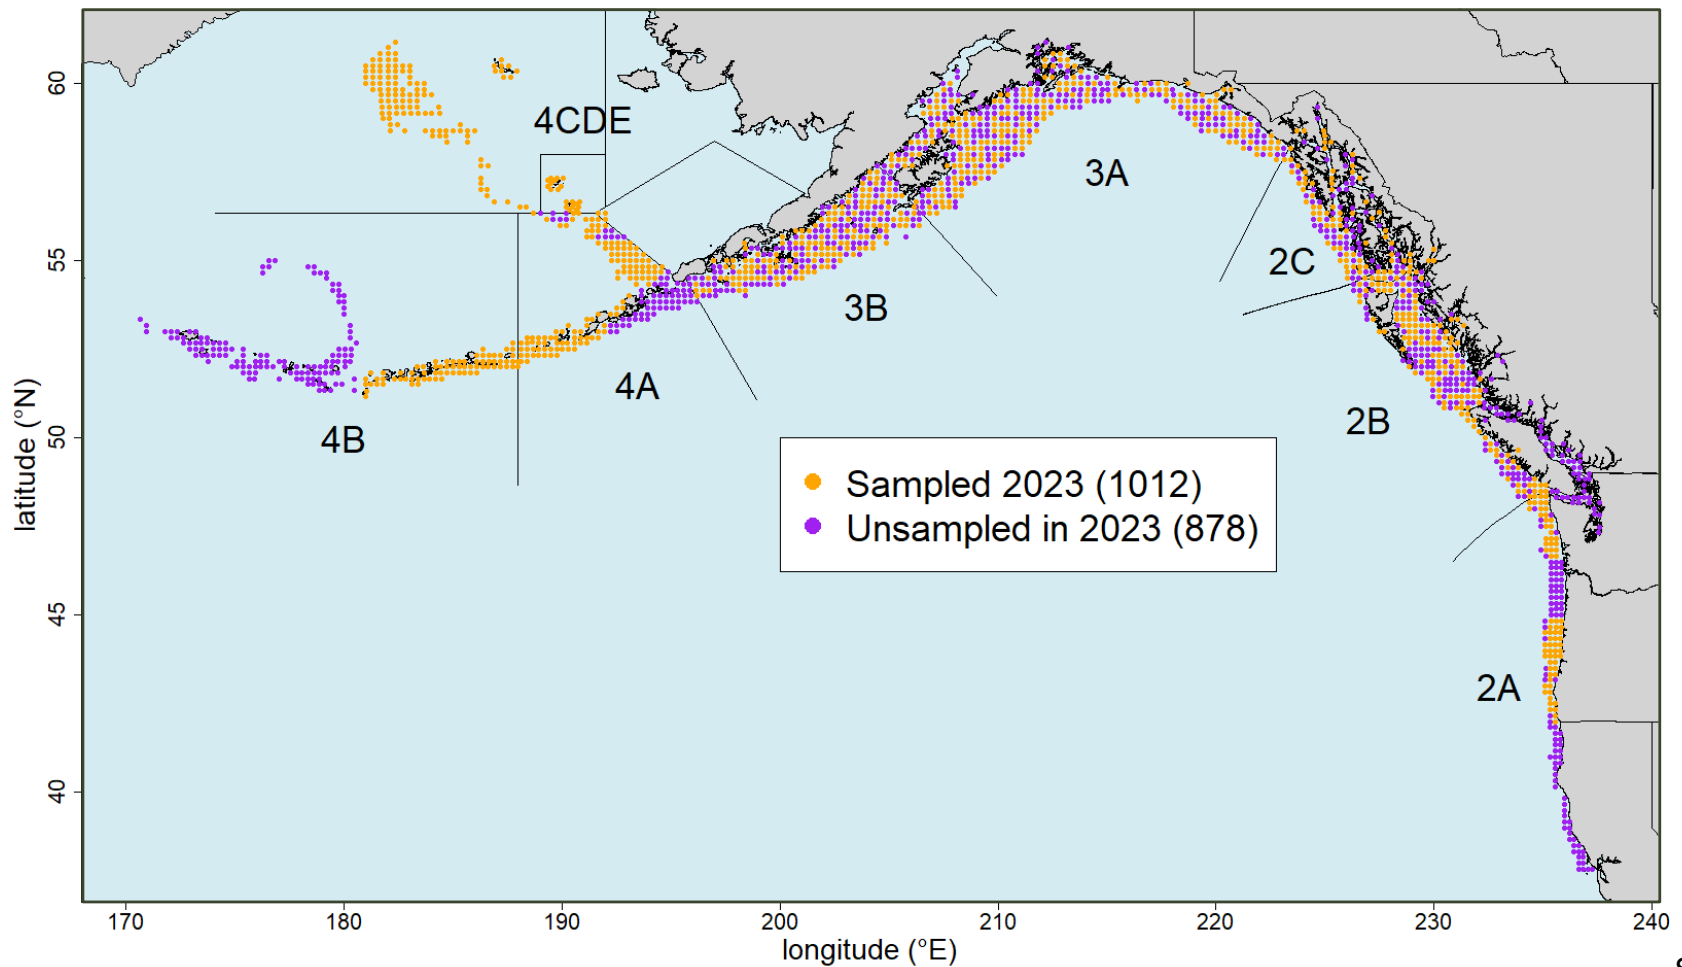 4CDE
3A
2C
3B
4A
2B
4B
2A
Sampled 2023 (1012)
Unsampled in 2023 (878)
latitude (°N)
60
55
50
45
40
170 180 190 200 210 220 230 240
longitude (°E)